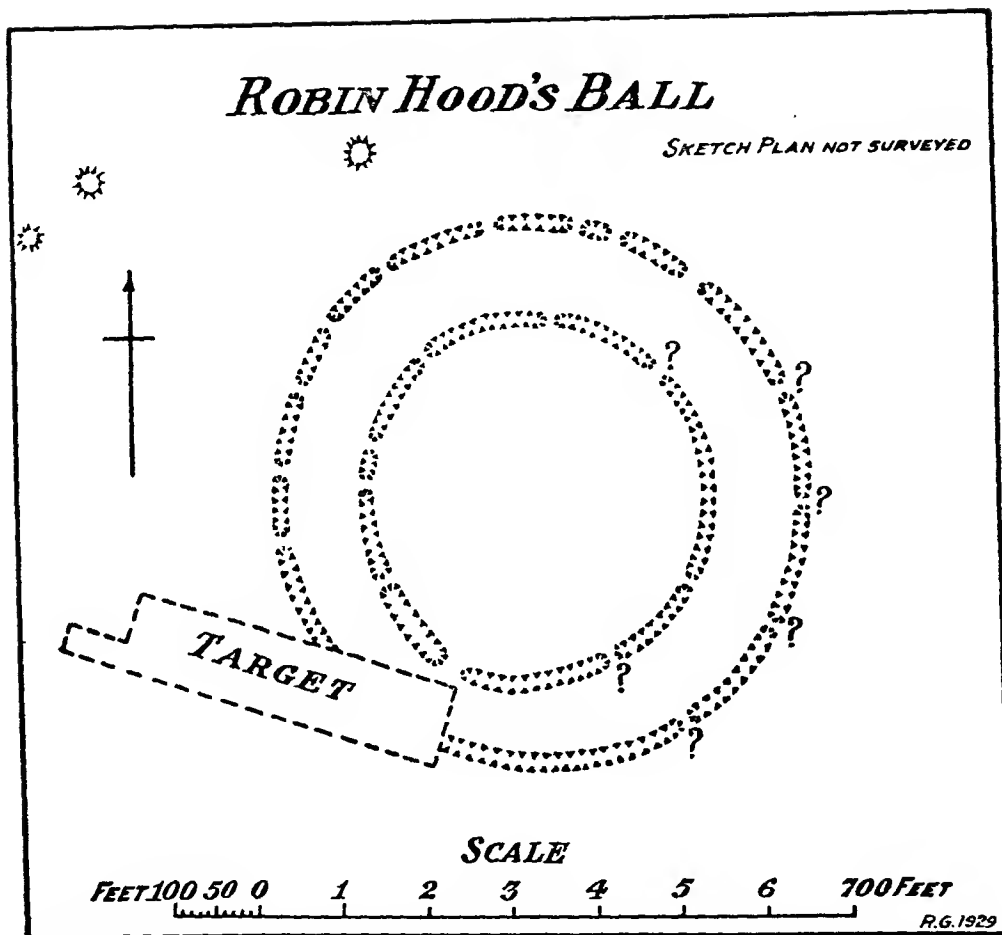 ROBIN HOOD'S BALL
SKETCH PLAN NOT SURVEYED
?
?
?
?
?
?
TARGET
SCALE
FEET 100 50 0 1 2 3 4 5 6 700 FEET
R.G. 1929